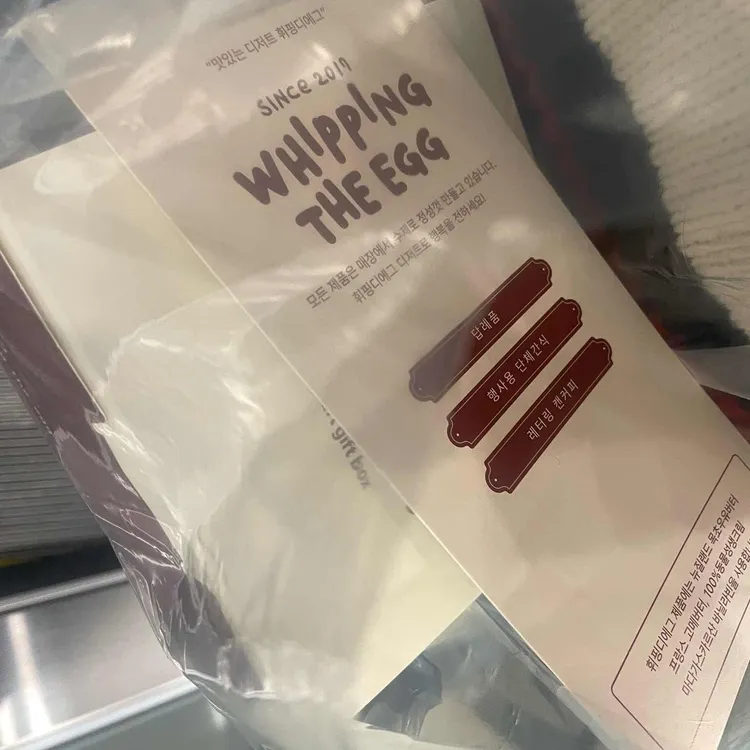 "맛있는 디저트 휘핑디에그"
SINCE 2017
WHIPPING
THE EGG
모든 제품은 매장에서 수제로 정성껏 만들고 있습니다.
휘핑디에그 디저트로 행복을 전하세요!
답례품
행사용 단체간식
레터링 캔커피
gift box
휘핑디에그 제품에는 뉴질랜드 목초우유버터
프랑스 고메버터, 100%동물성생크림
마다가스카르산 바닐라빈을 사용합니